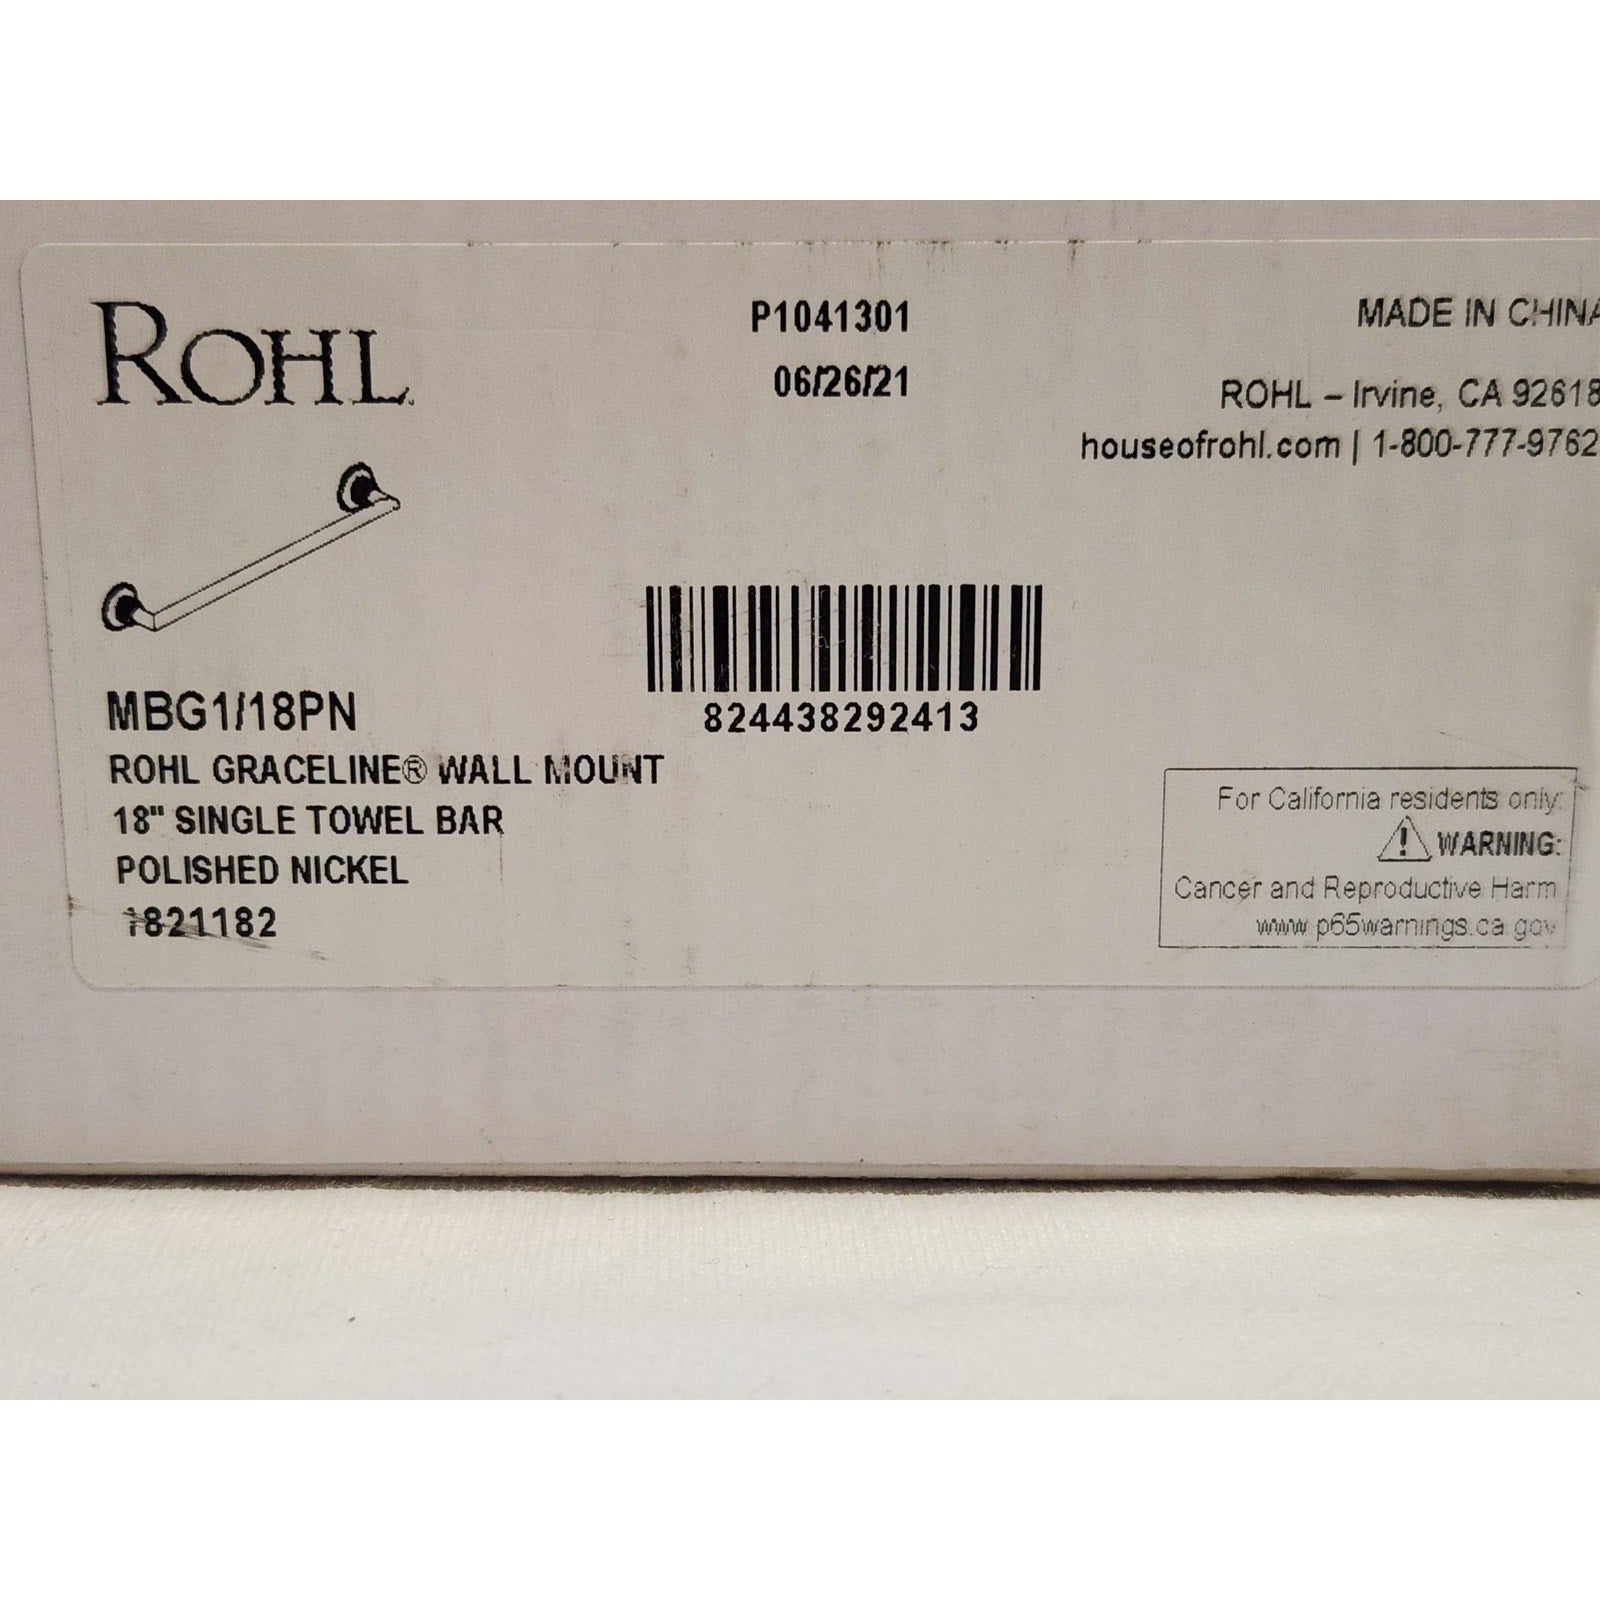 ROHL
P1041301
06/26/21
MADE IN CHINA
ROHL – Irvine, CA 92618
houseofrohl.com | 1-800-777-9762
824438292413
MBG1/18PN
ROHL GRACELINE® WALL MOUNT
18" SINGLE TOWEL BAR
POLISHED NICKEL
1821182
For California residents only:
WARNING:
Cancer and Reproductive Harm
www.p65warnings.ca.gov